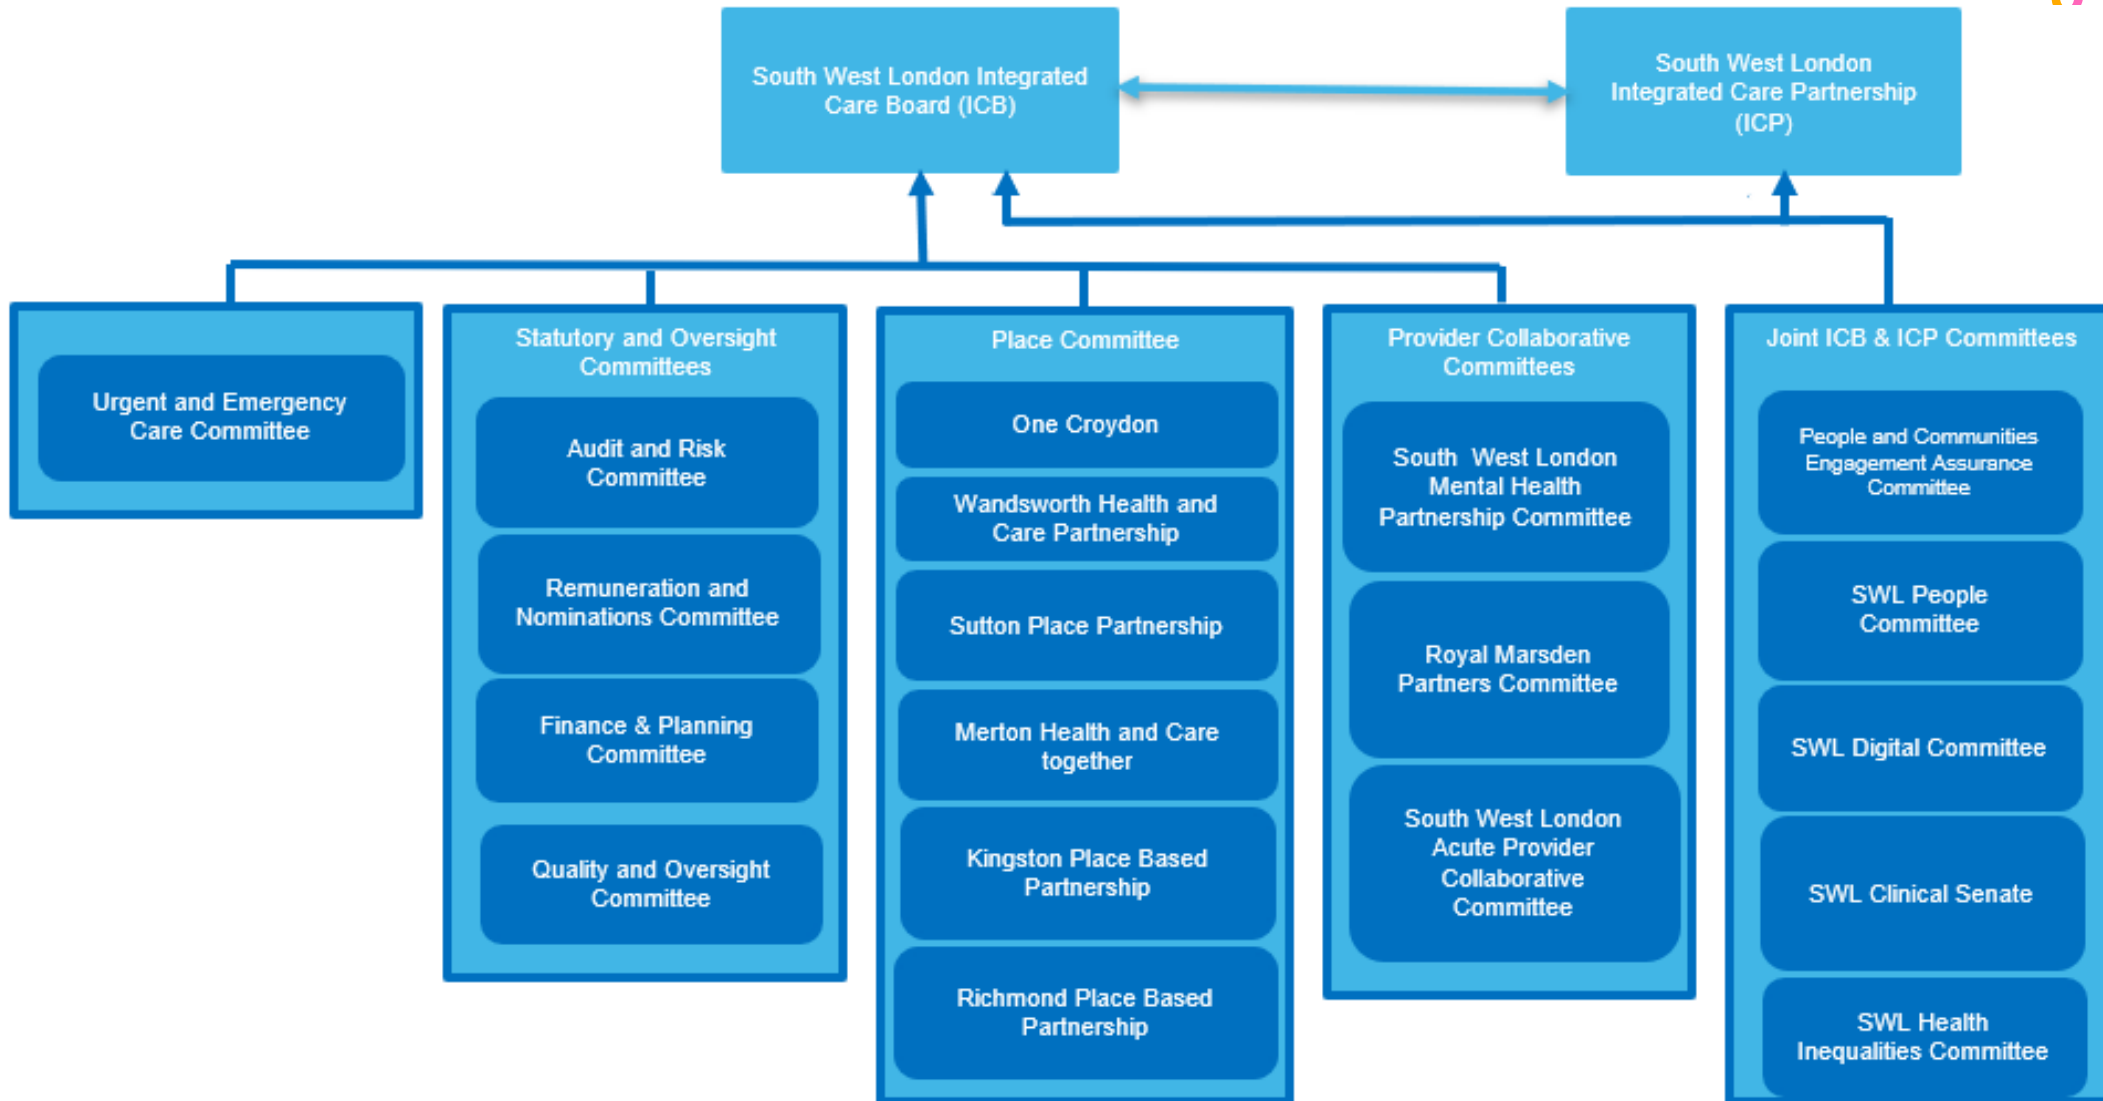 South West London Integrated
Care Board (ICB)
South West London
Integrated Care Partnership
(ICP)
Urgent and Emergency
Care Committee
Statutory and Oversight
Committees
Audit and Risk
Committee
Remuneration and
Nominations Committee
Finance & Planning
Committee
Quality and Oversight
Committee
Place Committee
One Croydon
Wandsworth Health and
Care Partnership
Sutton Place Partnership
Merton Health and Care
together
Kingston Place Based
Partnership
Richmond Place Based
Partnership
Provider Collaborative
Committees
South West London
Mental Health
Partnership Committee
Royal Marsden
Partners Committee
South West London
Acute Provider
Collaborative
Committee
Joint ICB & ICP Committees
People and Communities
Engagement Assurance
Committee
SWL People
Committee
SWL Digital Committee
SWL Clinical Senate
SWL Health
Inequalities Committee